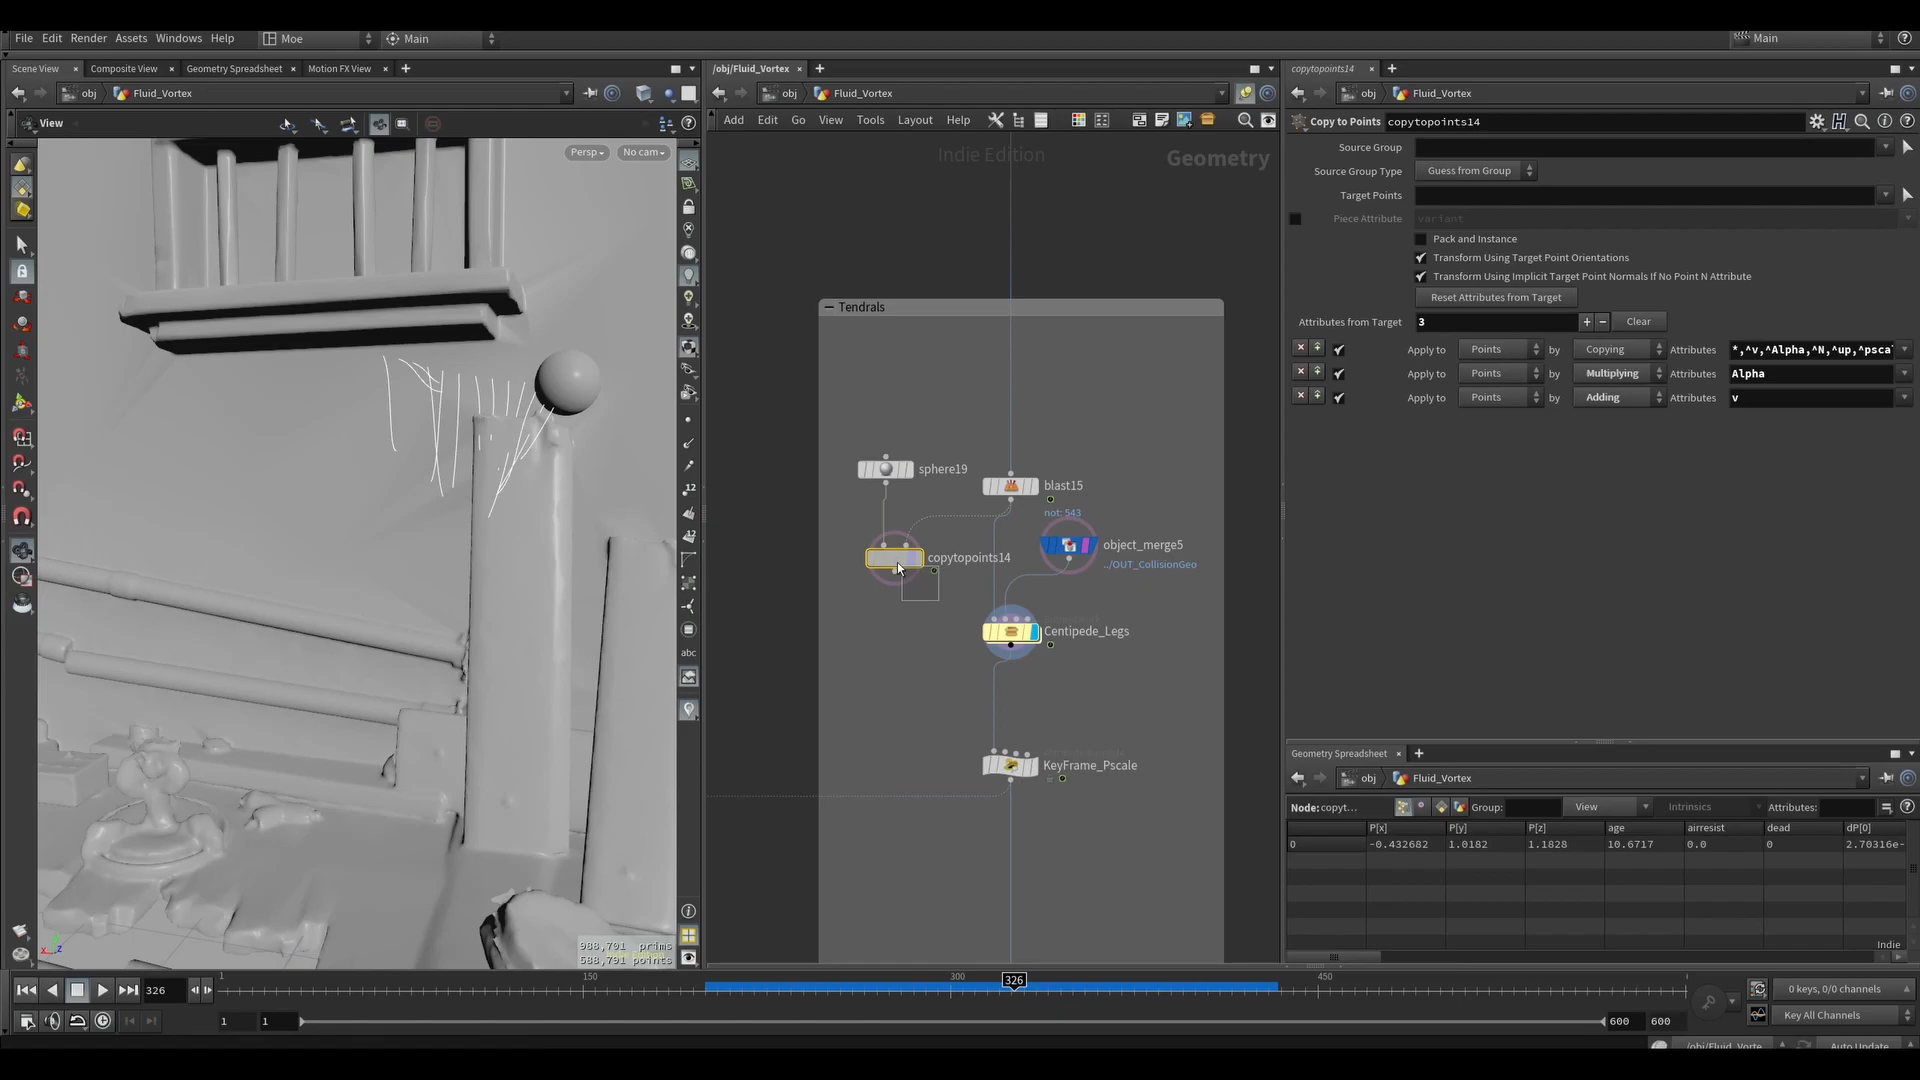 File Edit Render Assets Windows Help Moe Main Main
Scene View Composite View Geometry Spreadsheet Motion FX View
/obj/Fluid_Vortex
copytopoints14
obj Fluid_Vortex
obj Fluid_Vortex
obj Fluid_Vortex
View
Add Edit Go View Tools Layout Help
Copy to Points copytopoints14
Persp No cam
Indie Edition
Geometry
Source Group
Source Group Type Guess from Group
Target Points
Piece Attribute variant
Pack and Instance
Transform Using Target Point Orientations
Transform Using Implicit Target Point Normals If No Point N Attribute
Reset Attributes from Target
Attributes from Target 3 Clear
Apply to Points by Copying Attributes *,^v,^Alpha,^N,^up,^psca
Apply to Points by Multiplying Attributes Alpha
Apply to Points by Adding Attributes v
Tendrals
sphere19
blast15
not: 543
object_merge5
../OUT_CollisionGeo
copytopoints14
Centipede_Legs
KeyFrame_Pscale
12
12
abc
988,701 prims
588,791 points
x z
Geometry Spreadsheet
obj Fluid_Vortex
Node: copyt... Group: View Intrinsics Attributes:
P[x] P[y] P[z] age airresist dead dP[0]
0 -0.432682 1.0182 1.1828 10.6717 0.0 0 2.70316e-
Indie
326
1 150 300 326 450
0 keys, 0/0 channels
1 1 600 600
Key All Channels
/obj/Fluid_Vorte Auto Update